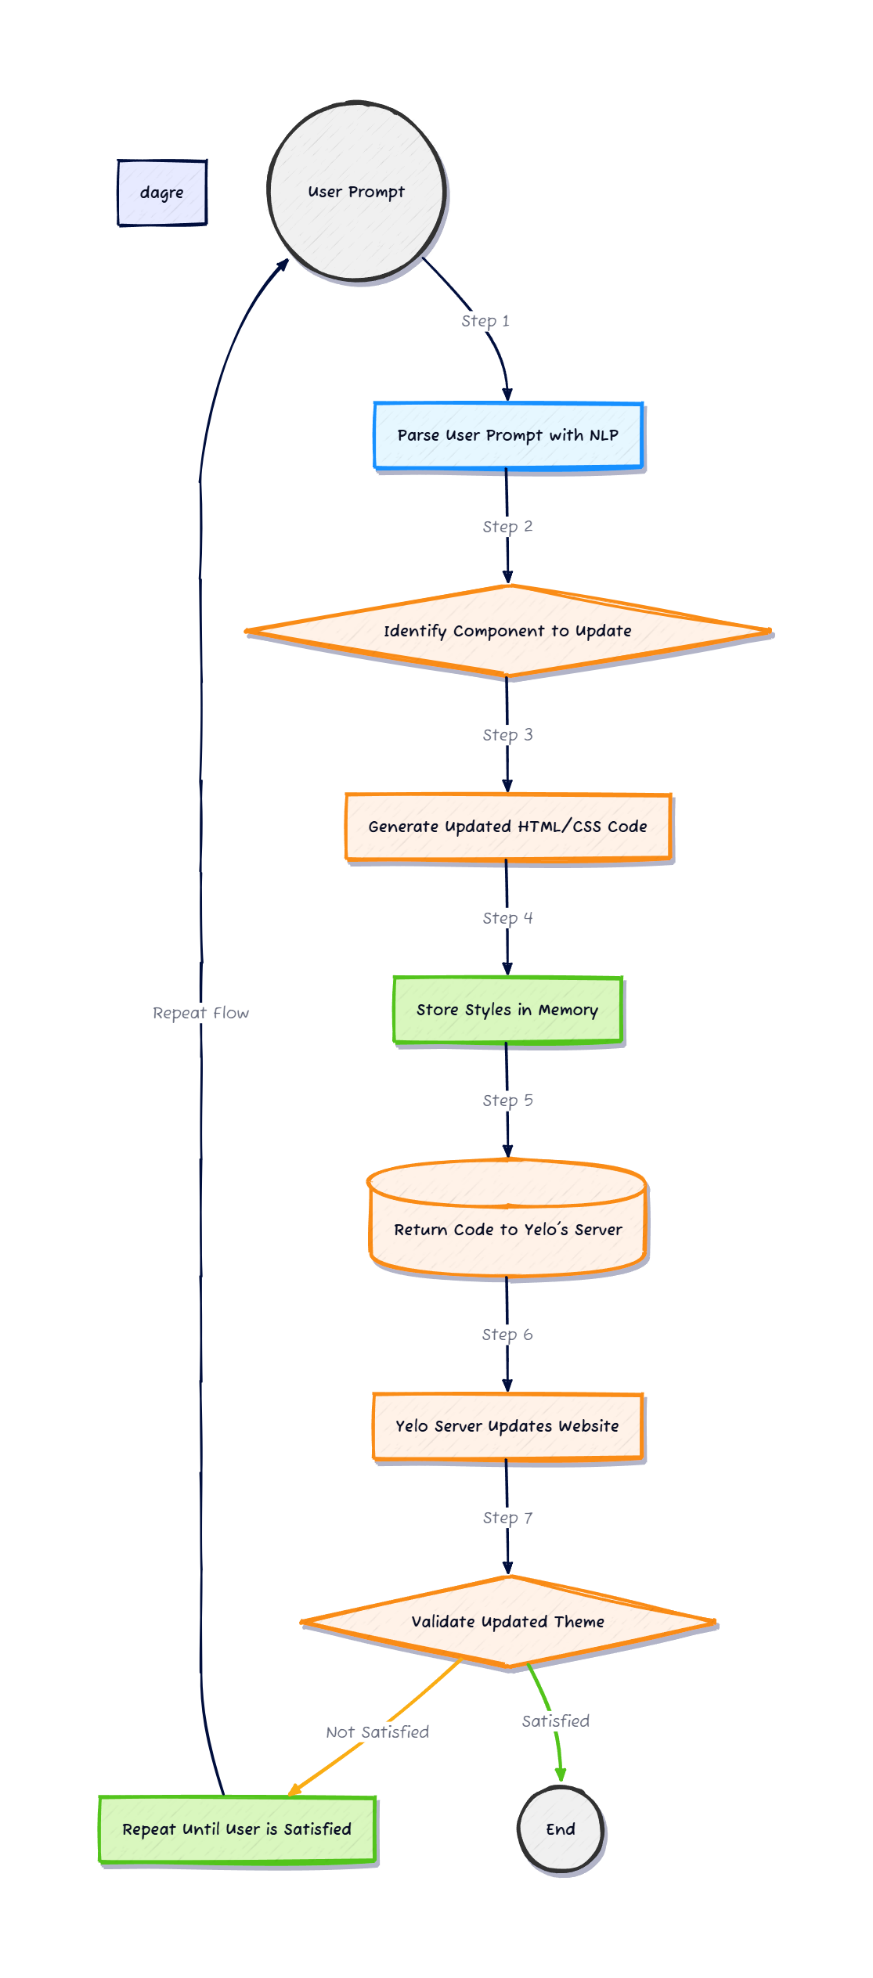 dagre
User Prompt
Step 1
Parse User Prompt with NLP
Step 2
Identify Component to Update
Step 3
Generate Updated HTML/CSS Code
Step 4
Store Styles in Memory
Repeat Flow
Step 5
Return Code to Yelo's Server
Step 6
Yelo Server Updates Website
Step 7
Validate Updated Theme
Not Satisfied
Satisfied
Repeat Until User is Satisfied
End